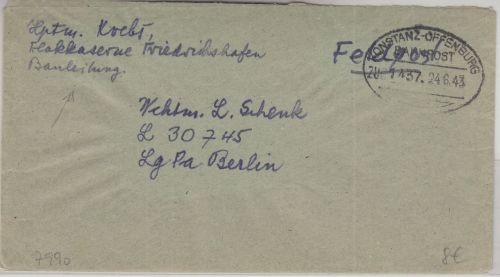 Hptm. Krebs,
Flakkaserne Friedrichshafen
Bauleitung.
Feldpost
KONSTANZ-OFFENBURG
BAHNPOST
ZUG 1437. 24.6.43
Wchtm. L. Schenk
L 30745
Lg Pa Berlin
7990
8€